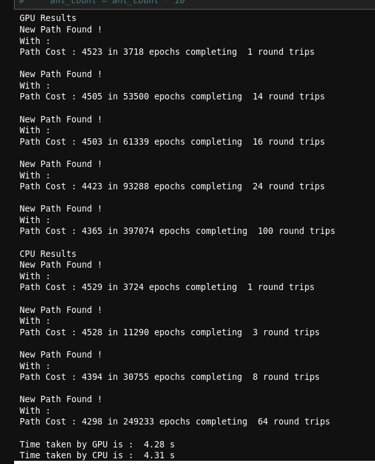 #     ant_count = ant_count * 10
GPU Results
New Path Found !
With :
Path Cost : 4523 in 3718 epochs completing  1 round trips
New Path Found !
With :
Path Cost : 4505 in 53500 epochs completing  14 round trips
New Path Found !
With :
Path Cost : 4503 in 61339 epochs completing  16 round trips
New Path Found !
With :
Path Cost : 4423 in 93288 epochs completing  24 round trips
New Path Found !
With :
Path Cost : 4365 in 397074 epochs completing  100 round trips
CPU Results
New Path Found !
With :
Path Cost : 4529 in 3724 epochs completing  1 round trips
New Path Found !
With :
Path Cost : 4528 in 11290 epochs completing  3 round trips
New Path Found !
With :
Path Cost : 4394 in 30755 epochs completing  8 round trips
New Path Found !
With :
Path Cost : 4298 in 249233 epochs completing  64 round trips
Time taken by GPU is :  4.28 s
Time taken by CPU is :  4.31 s